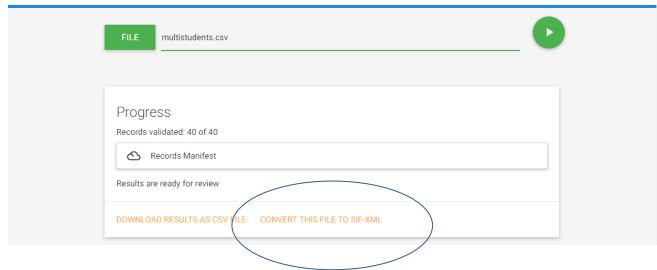 FILE multistudents.csv
Progress
Records validated: 40 of 40
Records Manifest
Results are ready for review
DOWNLOAD RESULTS AS CSV FILE CONVERT THIS FILE TO SIF-XML